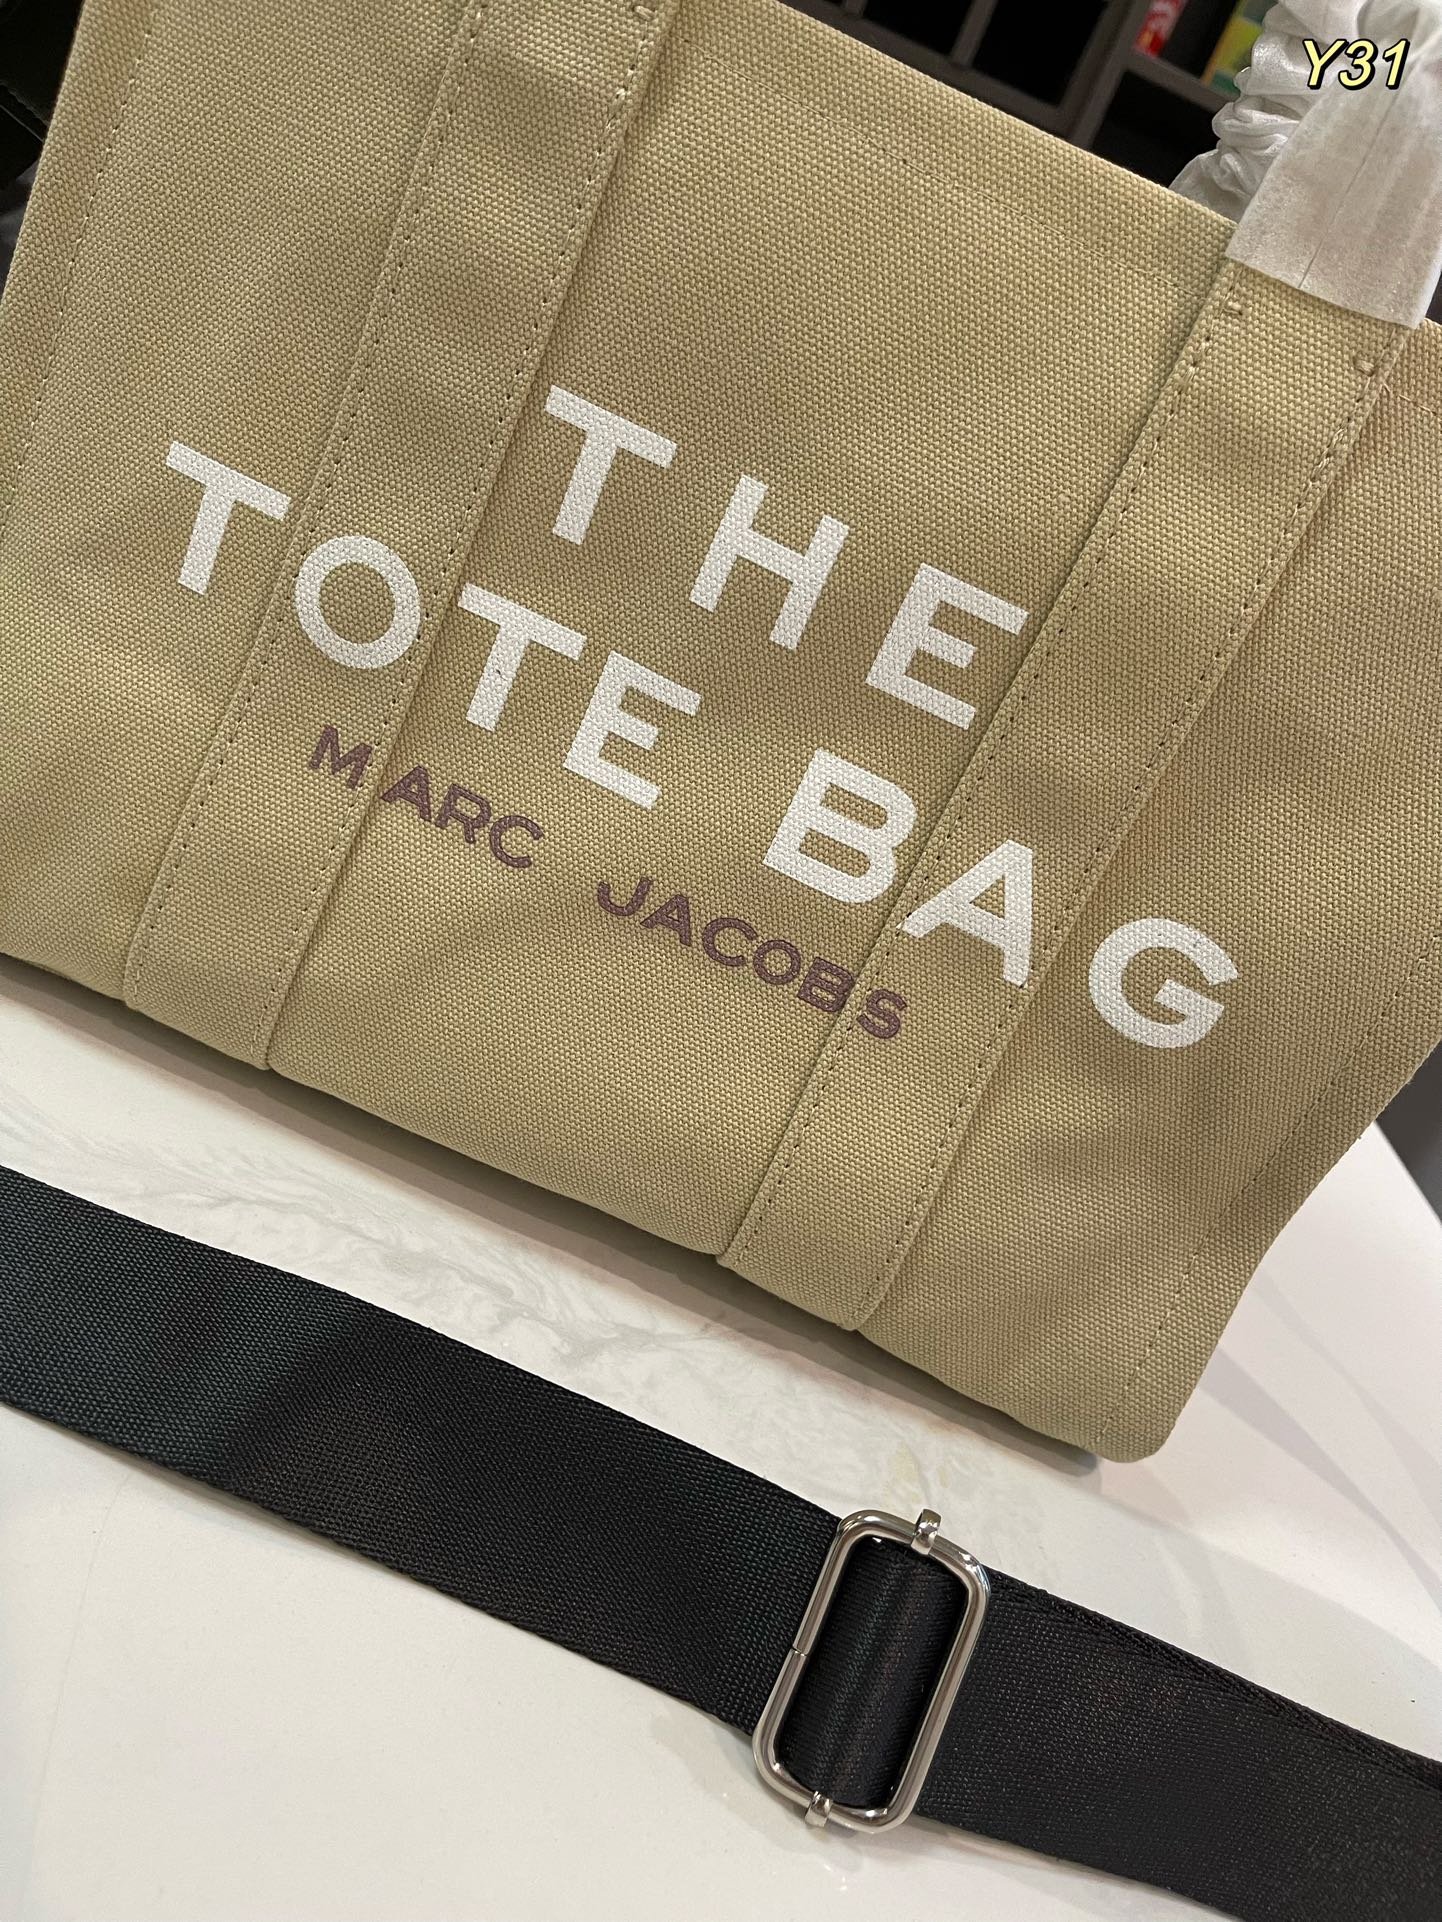 Y31
THE
TOTE BAG
MARC JACOBS